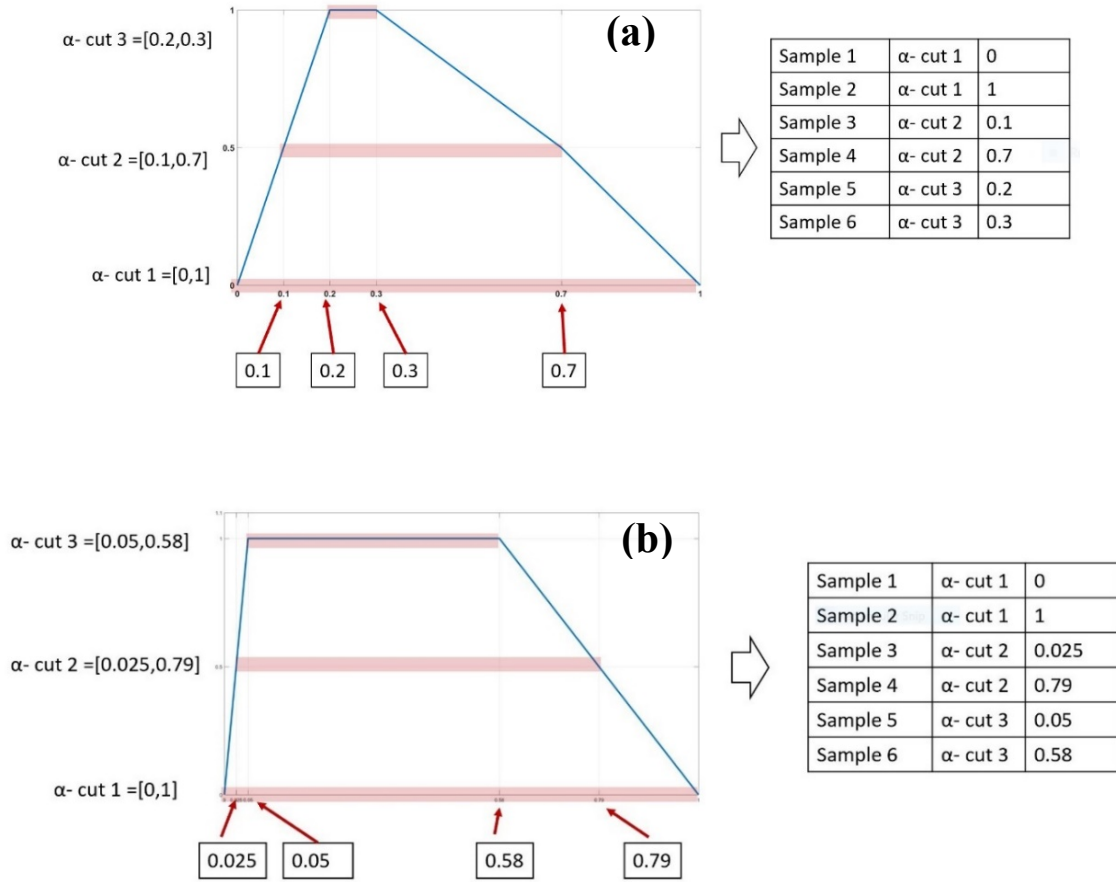 (a)
α- cut 3 =[0.2,0.3]
α- cut 2 =[0.1,0.7]
α- cut 1 =[0,1]
1
0.5
0
0 0.1 0.2 0.3 0.7 1
0.1 0.2 0.3 0.7
Sample 1 α- cut 1 0
Sample 2 α- cut 1 1
Sample 3 α- cut 2 0.1
Sample 4 α- cut 2 0.7
Sample 5 α- cut 3 0.2
Sample 6 α- cut 3 0.3
(b)
α- cut 3 =[0.05,0.58]
α- cut 2 =[0.025,0.79]
α- cut 1 =[0,1]
1.1
1
0.5
0.025 0.05 0.58 0.79
Sample 1 α- cut 1 0
Sample 2 α- cut 1 1
Sample 3 α- cut 2 0.025
Sample 4 α- cut 2 0.79
Sample 5 α- cut 3 0.05
Sample 6 α- cut 3 0.58